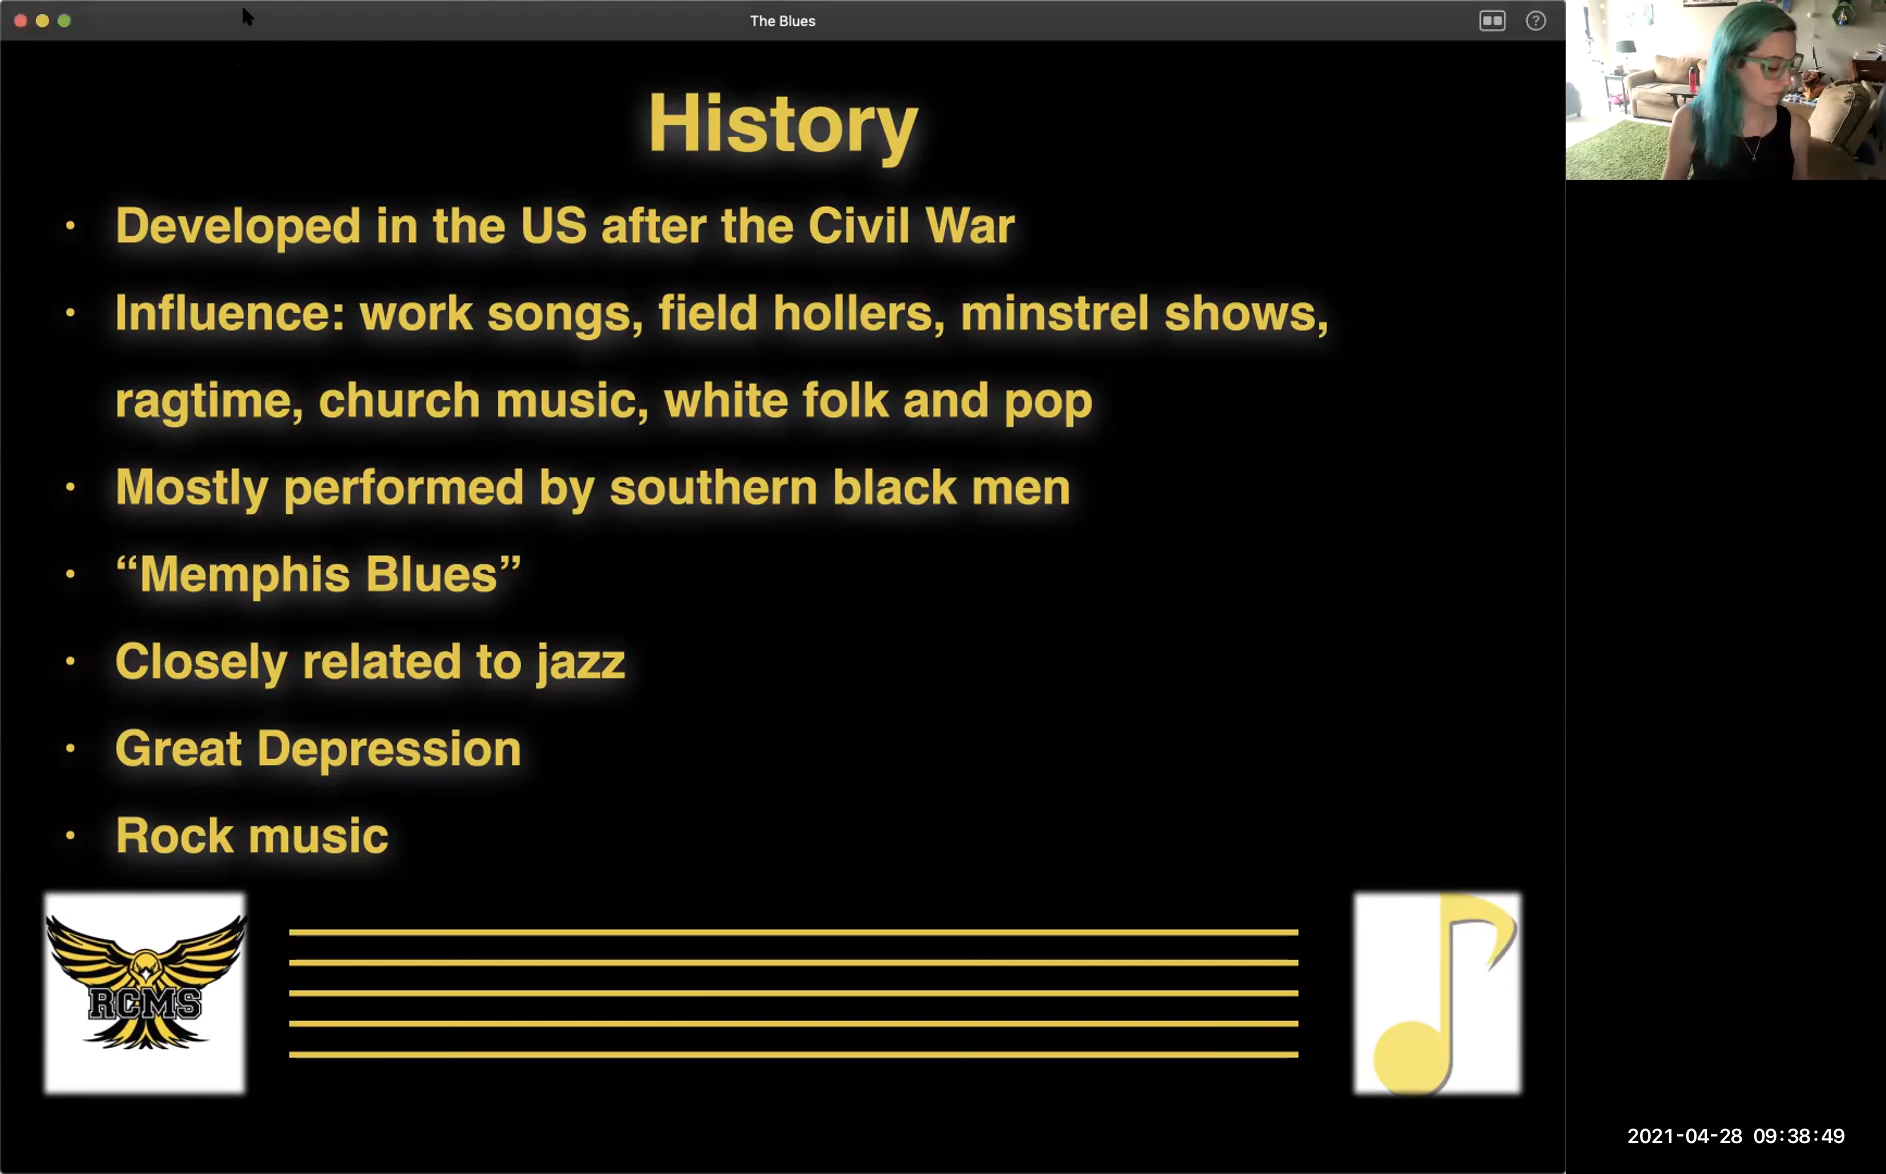 The Blues
History
• Developed in the US after the Civil War
• Influence: work songs, field hollers, minstrel shows,
ragtime, church music, white folk and pop
• Mostly performed by southern black men
• “Memphis Blues”
• Closely related to jazz
• Great Depression
• Rock music
RCMS
2021-04-28 09:38:49